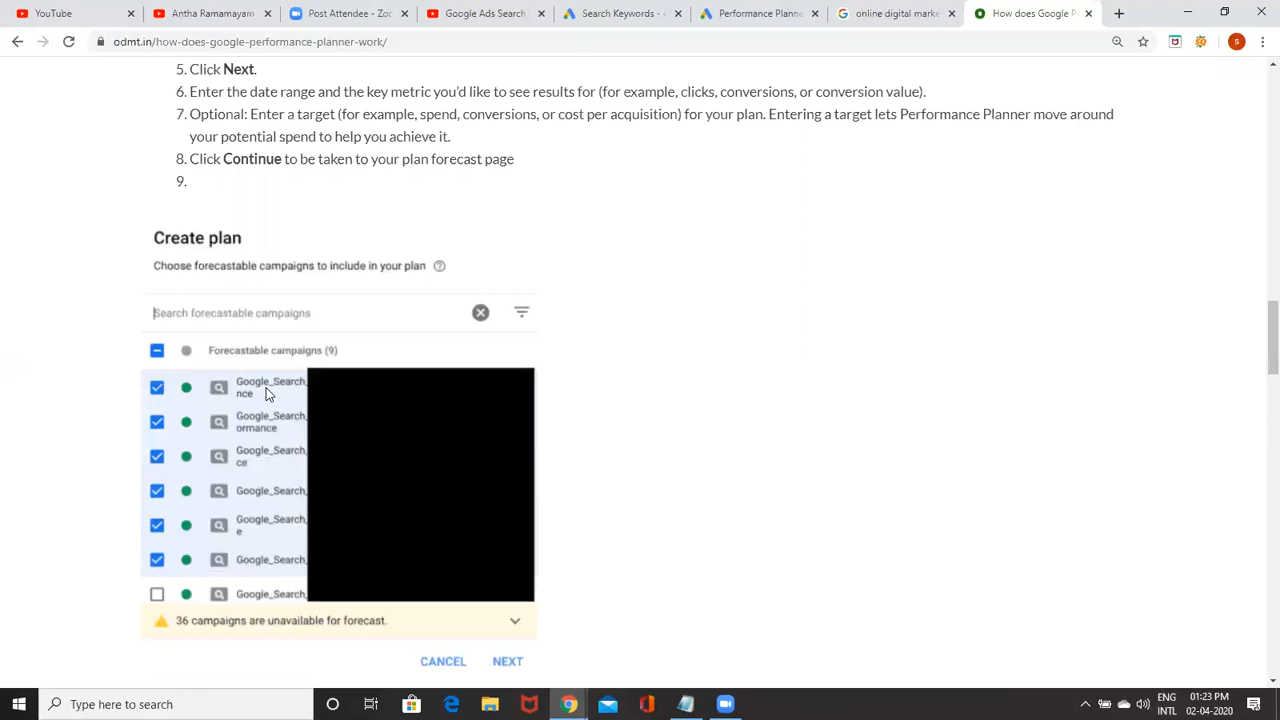 YouTube
Antha Ramayamam
Post Attendee - Zoo
Google Ads Search
Search Keywords -
Performance Planne
online digital marke
How does Google P
odmt.in/how-does-google-performance-planner-work/
S
5. Click Next.
6. Enter the date range and the key metric you'd like to see results for (for example, clicks, conversions, or conversion value).
7. Optional: Enter a target (for example, spend, conversions, or cost per acquisition) for your plan. Entering a target lets Performance Planner move around
your potential spend to help you achieve it.
8. Click Continue to be taken to your plan forecast page
9.
Create plan
Choose forecastable campaigns to include in your plan
Search forecastable campaigns
Forecastable campaigns (9)
Google_Search_
nce
Google_Search_
ormance
Google_Search_
ce
Google_Search_
Google_Search_
e
Google_Search_
Google_Search_
36 campaigns are unavailable for forecast.
CANCEL NEXT
Type here to search
ENG
INTL
01:23 PM
02-04-2020